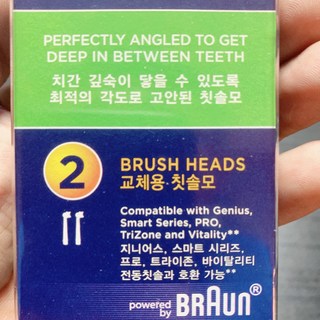 PERFECTLY ANGLED TO GET
DEEP IN BETWEEN TEETH
치간 깊숙이 닿을 수 있도록
최적의 각도로 고안된 칫솔모
2
BRUSH HEADS
교체용 칫솔모
Compatible with Genius,
Smart Series, PRO,
TriZone and Vitality**
지니어스, 스마트 시리즈,
프로, 트라이존, 바이탈리티
전동칫솔과 호환 가능**
powered by BRAUN®